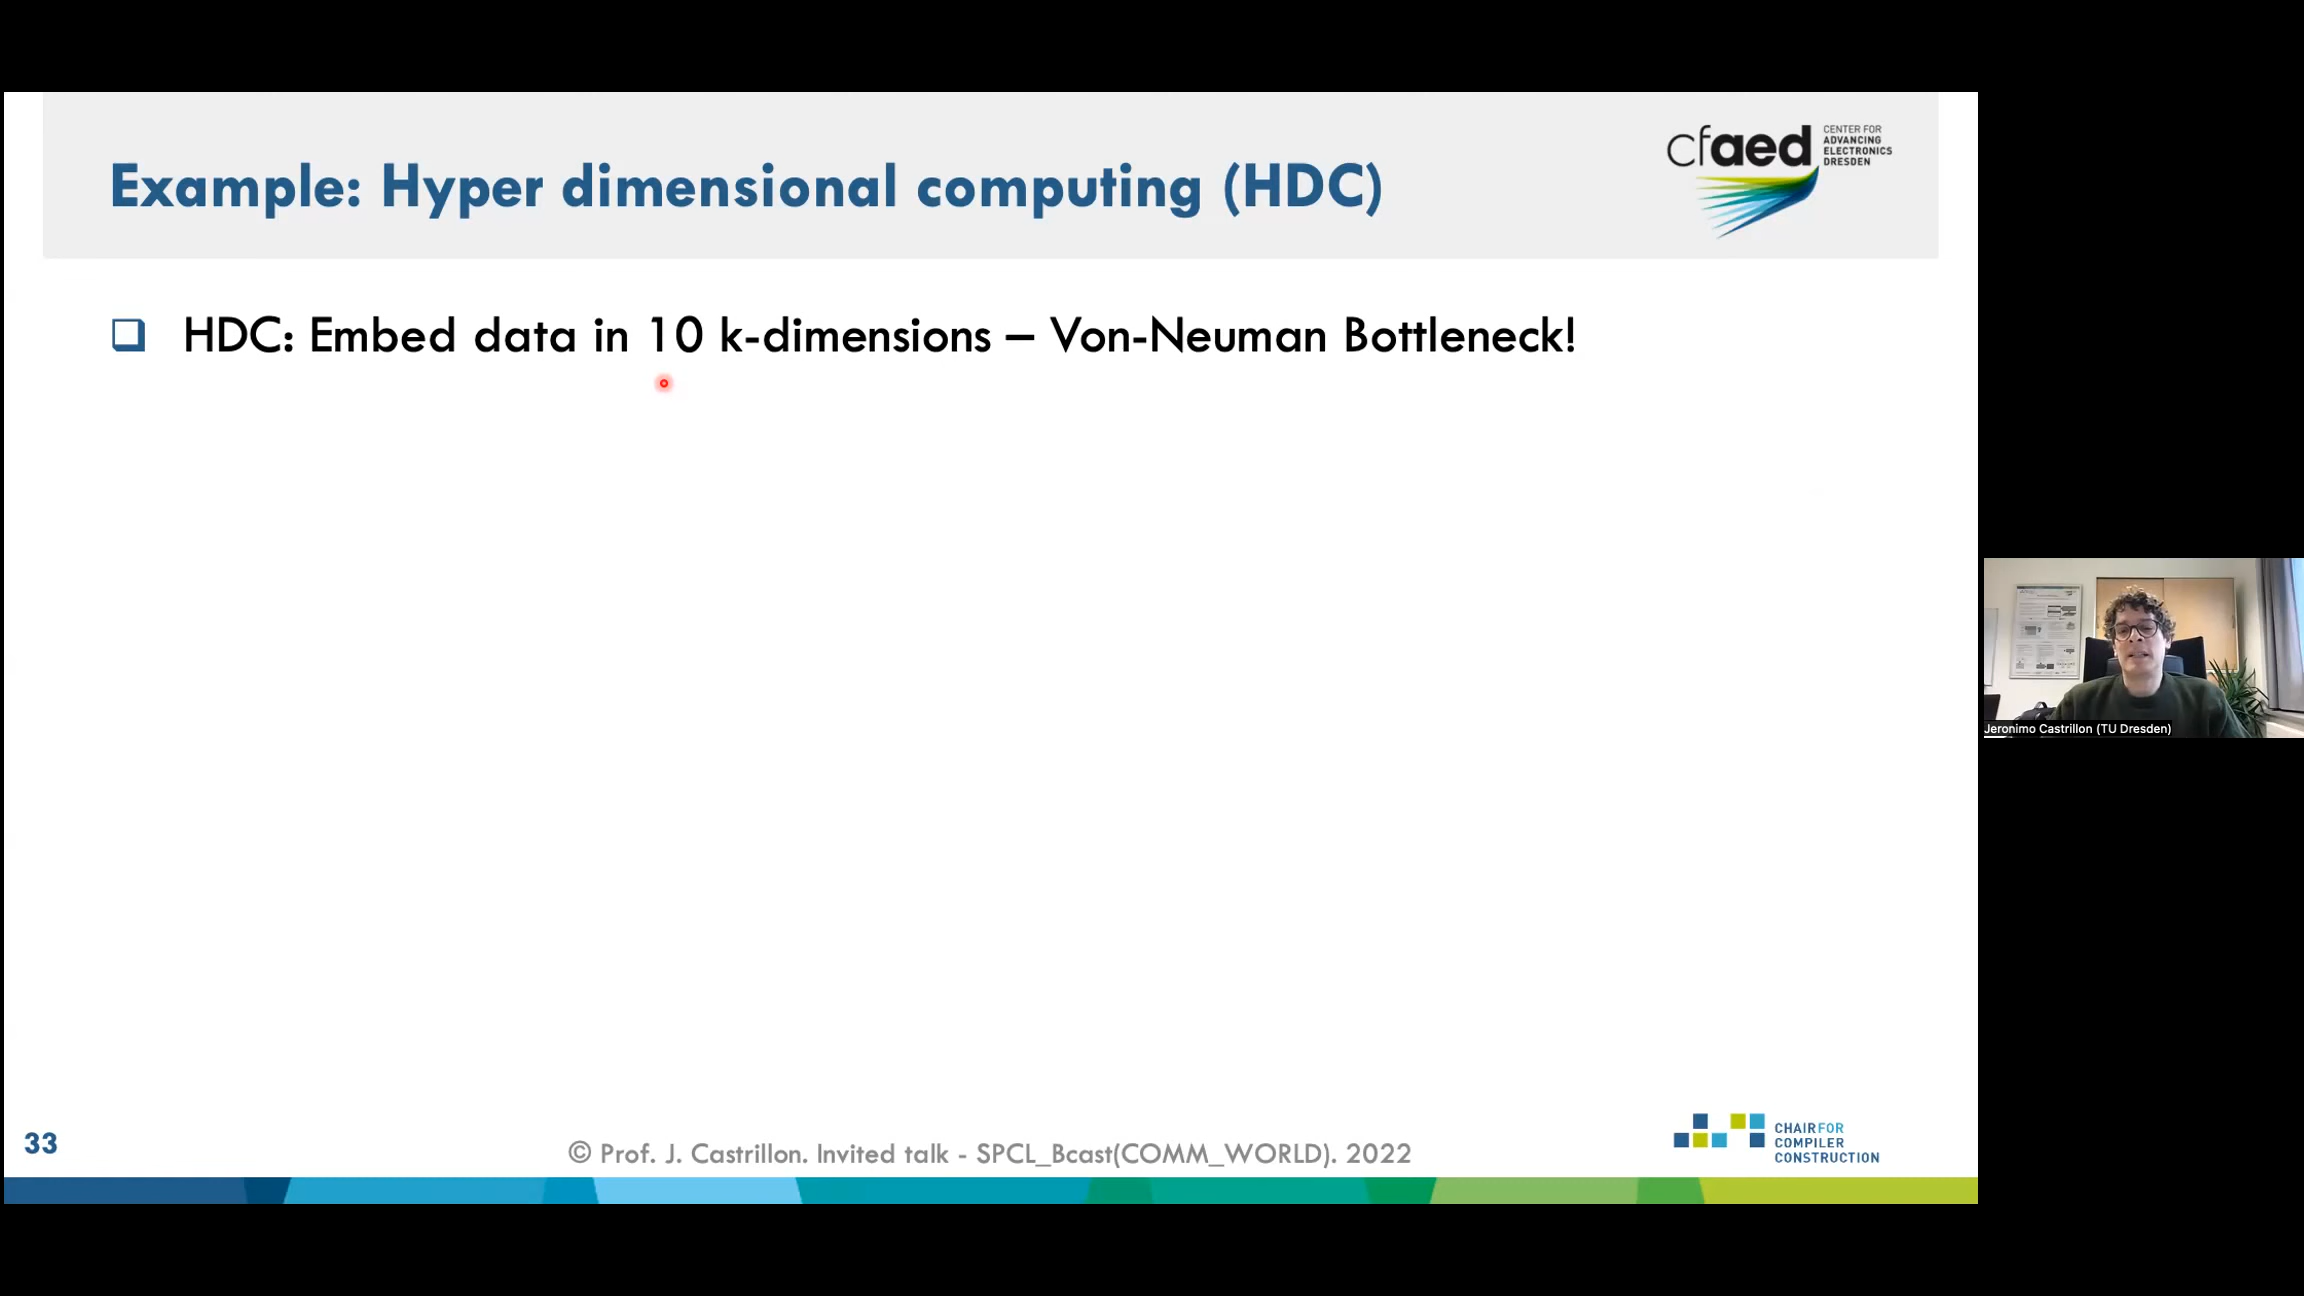 Example: Hyper dimensional computing (HDC)
cfaed
CENTER FOR
ADVANCING
ELECTRONICS
DRESDEN
HDC: Embed data in 10 k-dimensions – Von-Neuman Bottleneck!
Jeronimo Castrillon (TU Dresden)
33
© Prof. J. Castrillon. Invited talk - SPCL_Bcast(COMM_WORLD). 2022
CHAIR FOR
COMPILER
CONSTRUCTION